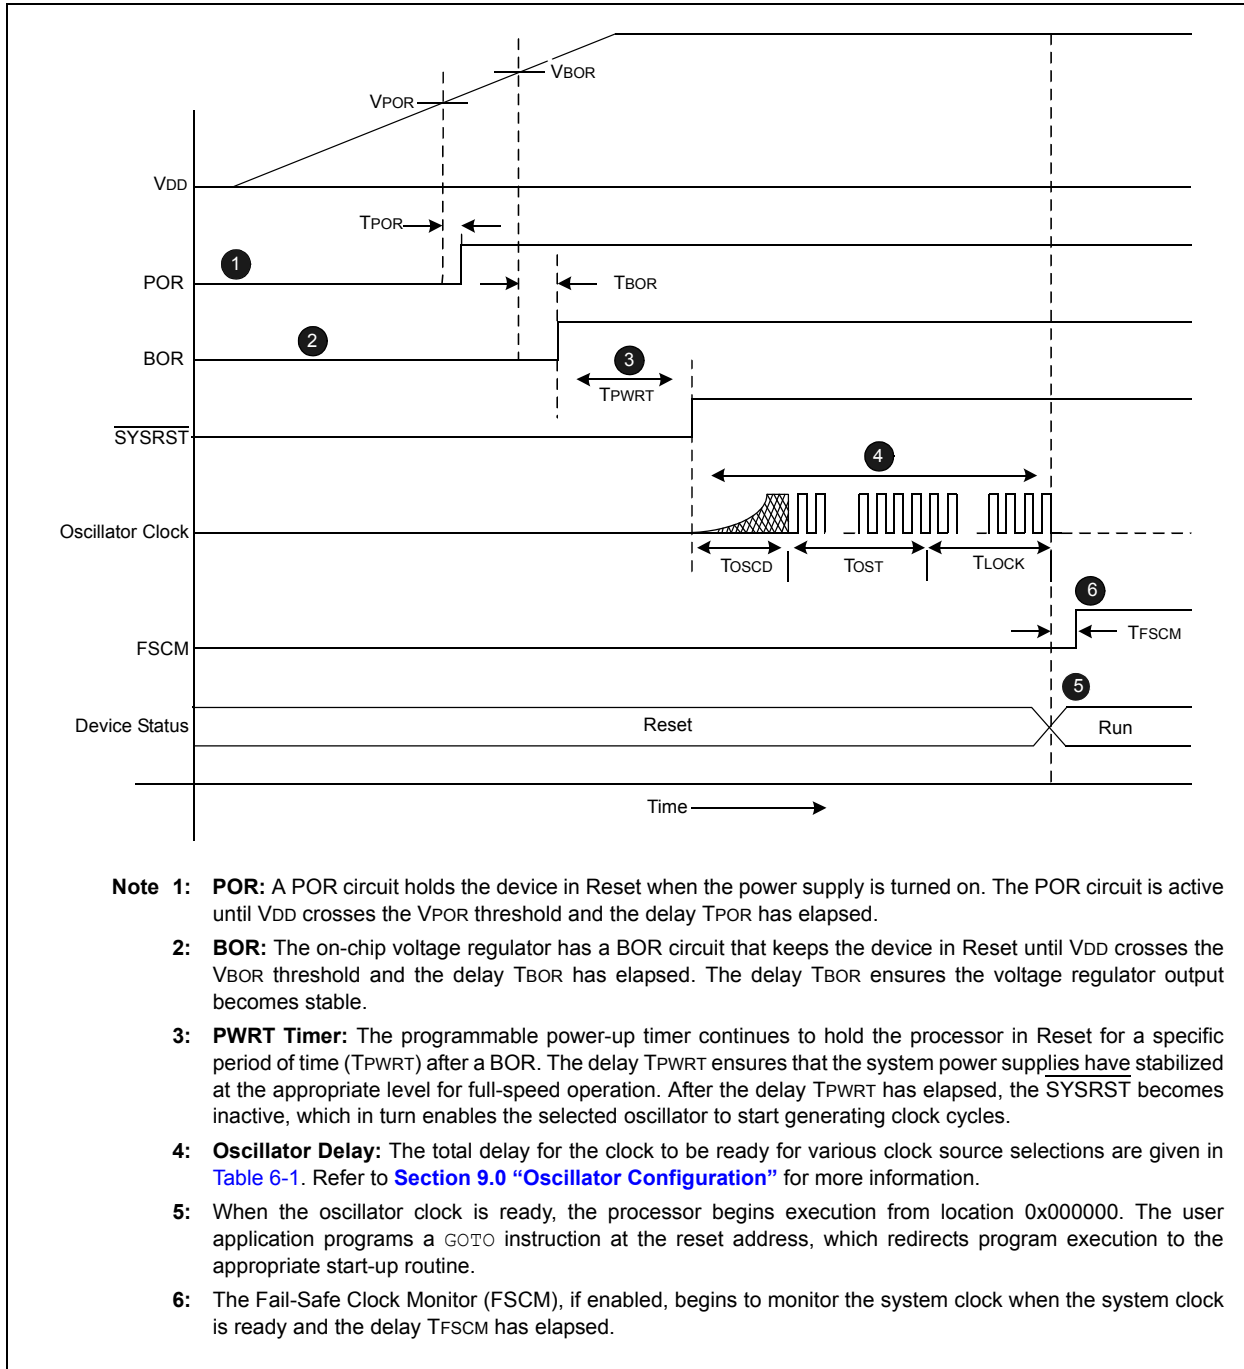 VBOR
VPOR
VDD
TPOR
1
POR
TBOR
2
BOR
3
TPWRT
SYSRST
4
Oscillator Clock
TOSCD
TOST
TLOCK
6
TFSCM
FSCM
5
Device Status
Reset
Run
Time
Note 1: POR: A POR circuit holds the device in Reset when the power supply is turned on. The POR circuit is active
until VDD crosses the VPOR threshold and the delay TPOR has elapsed.
2: BOR: The on-chip voltage regulator has a BOR circuit that keeps the device in Reset until VDD crosses the
VBOR threshold and the delay TBOR has elapsed. The delay TBOR ensures the voltage regulator output
becomes stable.
3: PWRT Timer: The programmable power-up timer continues to hold the processor in Reset for a specific
period of time (TPWRT) after a BOR. The delay TPWRT ensures that the system power supplies have stabilized
at the appropriate level for full-speed operation. After the delay TPWRT has elapsed, the SYSRST becomes
inactive, which in turn enables the selected oscillator to start generating clock cycles.
4: Oscillator Delay: The total delay for the clock to be ready for various clock source selections are given in
Table 6-1. Refer to Section 9.0 “Oscillator Configuration” for more information.
5: When the oscillator clock is ready, the processor begins execution from location 0x000000. The user
application programs a GOTO instruction at the reset address, which redirects program execution to the
appropriate start-up routine.
6: The Fail-Safe Clock Monitor (FSCM), if enabled, begins to monitor the system clock when the system clock
is ready and the delay TFSCM has elapsed.